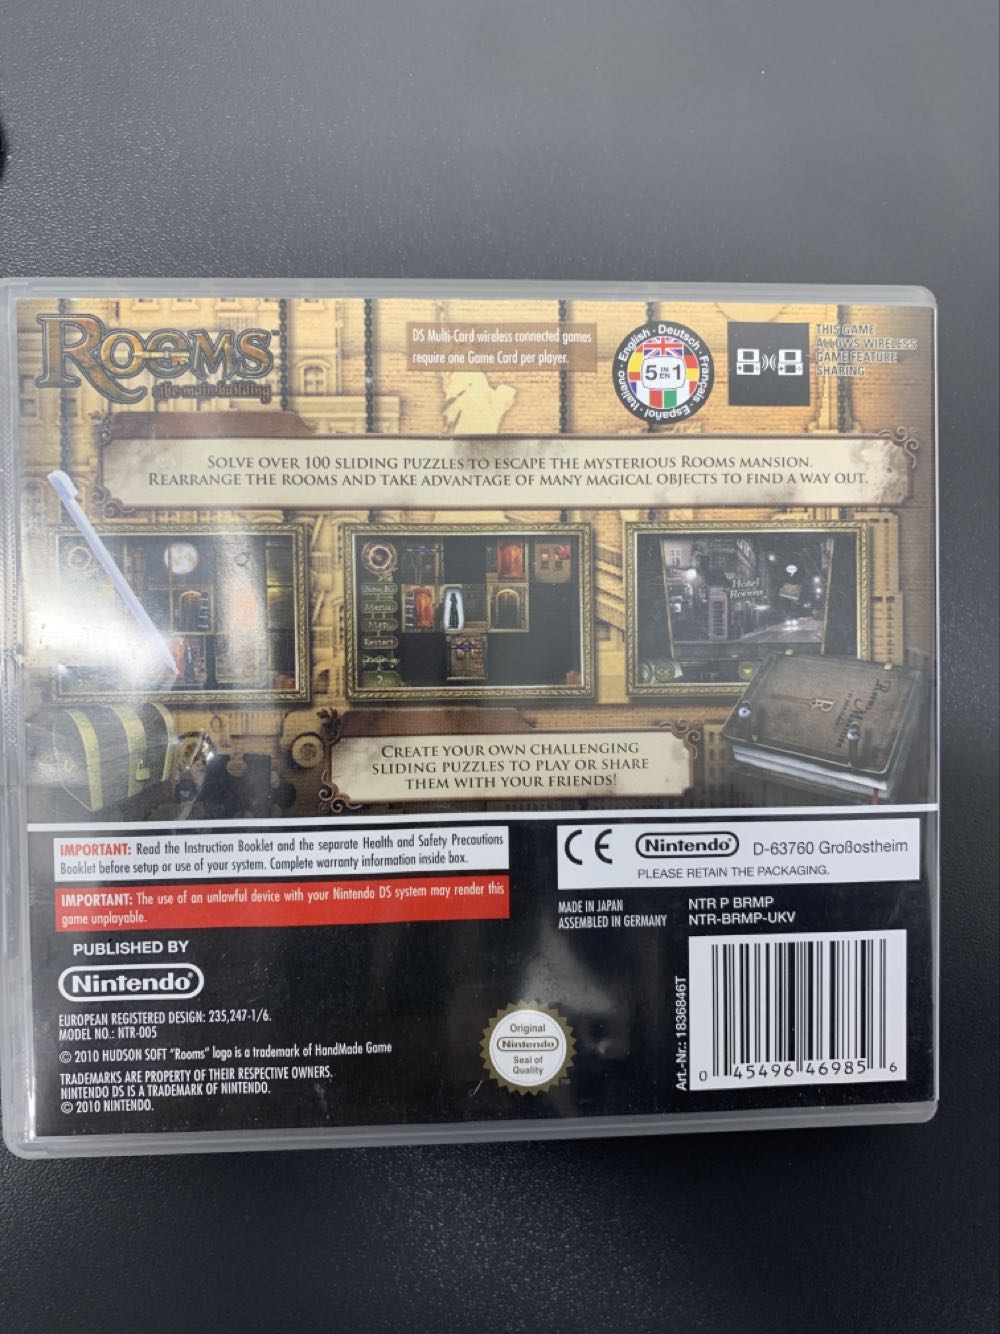 ROOMS™
:the main building
DS Multi-Card wireless connected games
require one Game Card per player.
English · Deutsch · Français · Español · Italiano ·
5 IN EN 1
THIS GAME
ALLOWS WIRELESS
GAME FEATURE
SHARING
SOLVE OVER 100 SLIDING PUZZLES TO ESCAPE THE MYSTERIOUS ROOMS MANSION.
REARRANGE THE ROOMS AND TAKE ADVANTAGE OF MANY MAGICAL OBJECTS TO FIND A WAY OUT.
Show BG
Menu
Map
Restart
?
Hotel
Rooms
R
CREATE YOUR OWN CHALLENGING
SLIDING PUZZLES TO PLAY OR SHARE
THEM WITH YOUR FRIENDS!
IMPORTANT: Read the Instruction Booklet and the separate Health and Safety Precautions
Booklet before setup or use of your system. Complete warranty information inside box.
IMPORTANT: The use of an unlawful device with your Nintendo DS system may render this
game unplayable.
CE Nintendo® D-63760 Großostheim
PLEASE RETAIN THE PACKAGING.
MADE IN JAPAN
ASSEMBLED IN GERMANY
NTR P BRMP
NTR-BRMP-UKV
PUBLISHED BY
Nintendo®
EUROPEAN REGISTERED DESIGN: 235,247-1/6.
MODEL NO.: NTR-005
© 2010 HUDSON SOFT "Rooms" logo is a trademark of HandMade Game
TRADEMARKS ARE PROPERTY OF THEIR RESPECTIVE OWNERS.
NINTENDO DS IS A TRADEMARK OF NINTENDO.
© 2010 NINTENDO.
Original
Nintendo
Seal of
Quality
™
Art.-Nr.: 1836846T
0 45496 46985 6